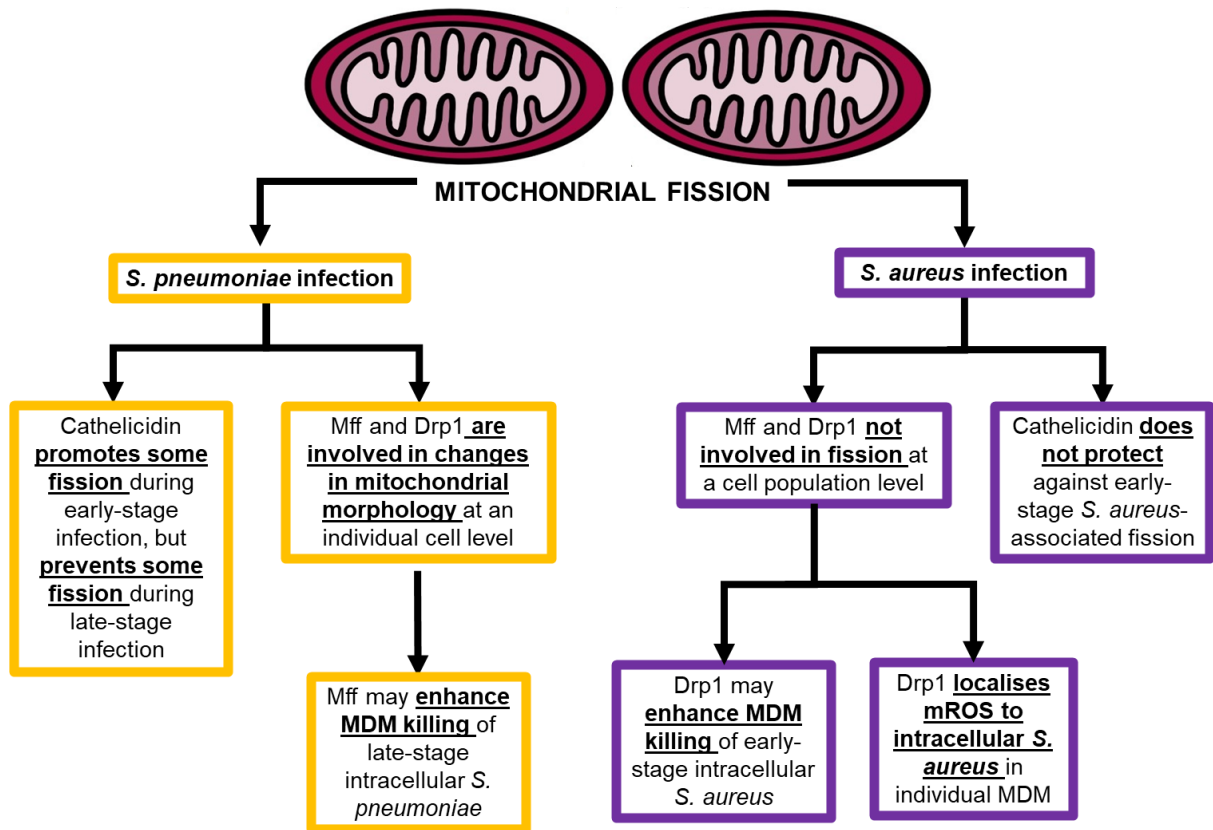 MITOCHONDRIAL FISSION
S. pneumoniae infection
S. aureus infection
Cathelicidin
promotes some
fission during
early-stage
infection, but
prevents some
fission during
late-stage
infection
Mff and Drp1 are
involved in changes
in mitochondrial
morphology at an
individual cell level
Mff and Drp1 not
involved in fission at
a cell population level
Cathelicidin does
not protect
against early-
stage S. aureus-
associated fission
Mff may enhance
MDM killing of
late-stage
intracellular S.
pneumoniae
Drp1 may
enhance MDM
killing of early-
stage intracellular
S. aureus
Drp1 localises
mROS to
intracellular S.
aureus in
individual MDM